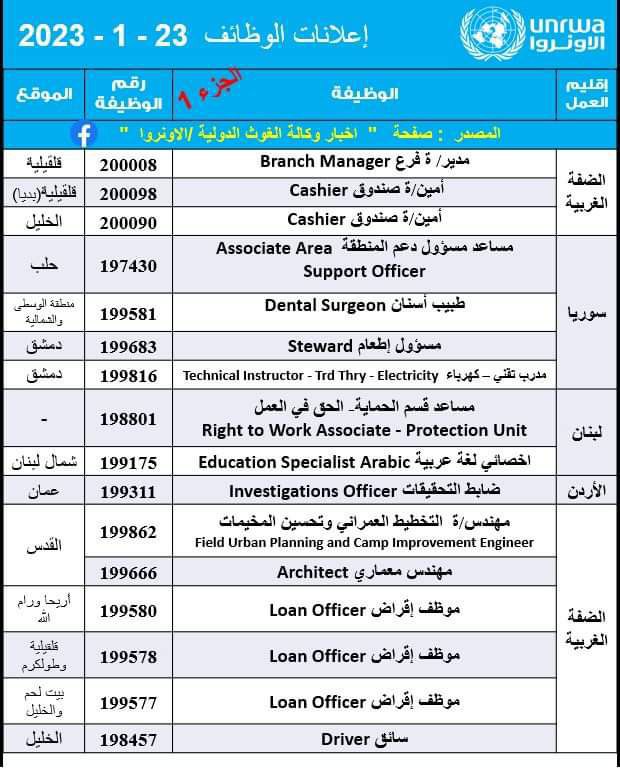 إعلانات الوظائف 23 - 1 - 2023
unrwa
الاونروا
إقليم العمل
الوظيفة
الجزء 1
رقم الوظيفة
الموقع
المصدر : صفحة " اخبار وكالة الغوث الدولية /الاونروا "
الضفة الغربية
مدير/ ة فرع Branch Manager
200008
قلقيلية
أمين/ة صندوق Cashier
200098
قلقيلية(بديا)
أمين/ة صندوق Cashier
200090
الخليل
سوريا
مساعد مسؤول دعم المنطقة Associate Area
Support Officer
197430
حلب
طبيب أسنان Dental Surgeon
199581
منطقة الوسطى
والشمالية
مسؤول إطعام Steward
199683
دمشق
مدرب تقني – كهرباء Technical Instructor - Trd Thry - Electricity
199816
دمشق
لبنان
مساعد قسم الحماية- الحق في العمل
Right to Work Associate - Protection Unit
198801
-
اخصائي لغة عربية Education Specialist Arabic
199175
شمال لبنان
الأردن
ضابط التحقيقات Investigations Officer
199311
عمان
الضفة الغربية
مهندس/ة التخطيط العمراني وتحسين المخيمات
Field Urban Planning and Camp Improvement Engineer
199862
القدس
مهندس معماري Architect
199666
موظف إقراض Loan Officer
199580
أريحا ورام
الله
موظف إقراض Loan Officer
199578
قلقيلية
وطولكرم
موظف إقراض Loan Officer
199577
بيت لحم
والخليل
سائق Driver
198457
الخليل